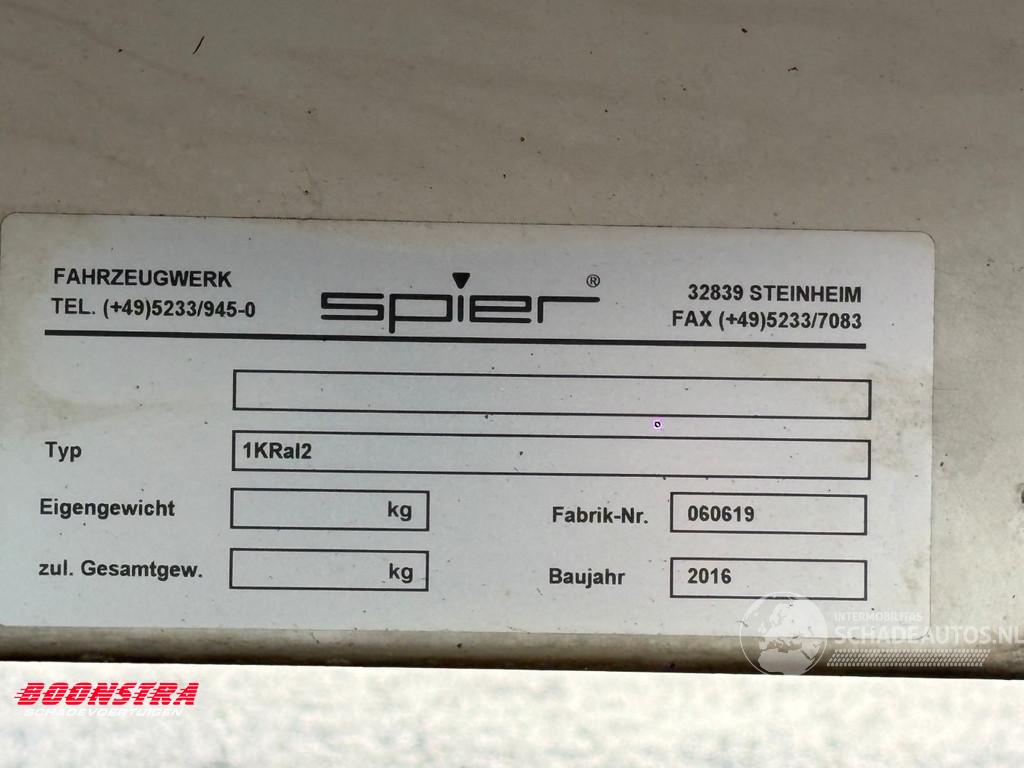 FAHRZEUGWERK
TEL. (+49)5233/945-0
spier®
32839 STEINHEIM
FAX (+49)5233/7083
Typ 1KRal2
Eigengewicht kg
Fabrik-Nr. 060619
zul. Gesamtgew. kg
Baujahr 2016
INTERMOBILITAS
SCHADEAUTOS.NL
BOONSTRA
SCHADEVOERTUIGEN